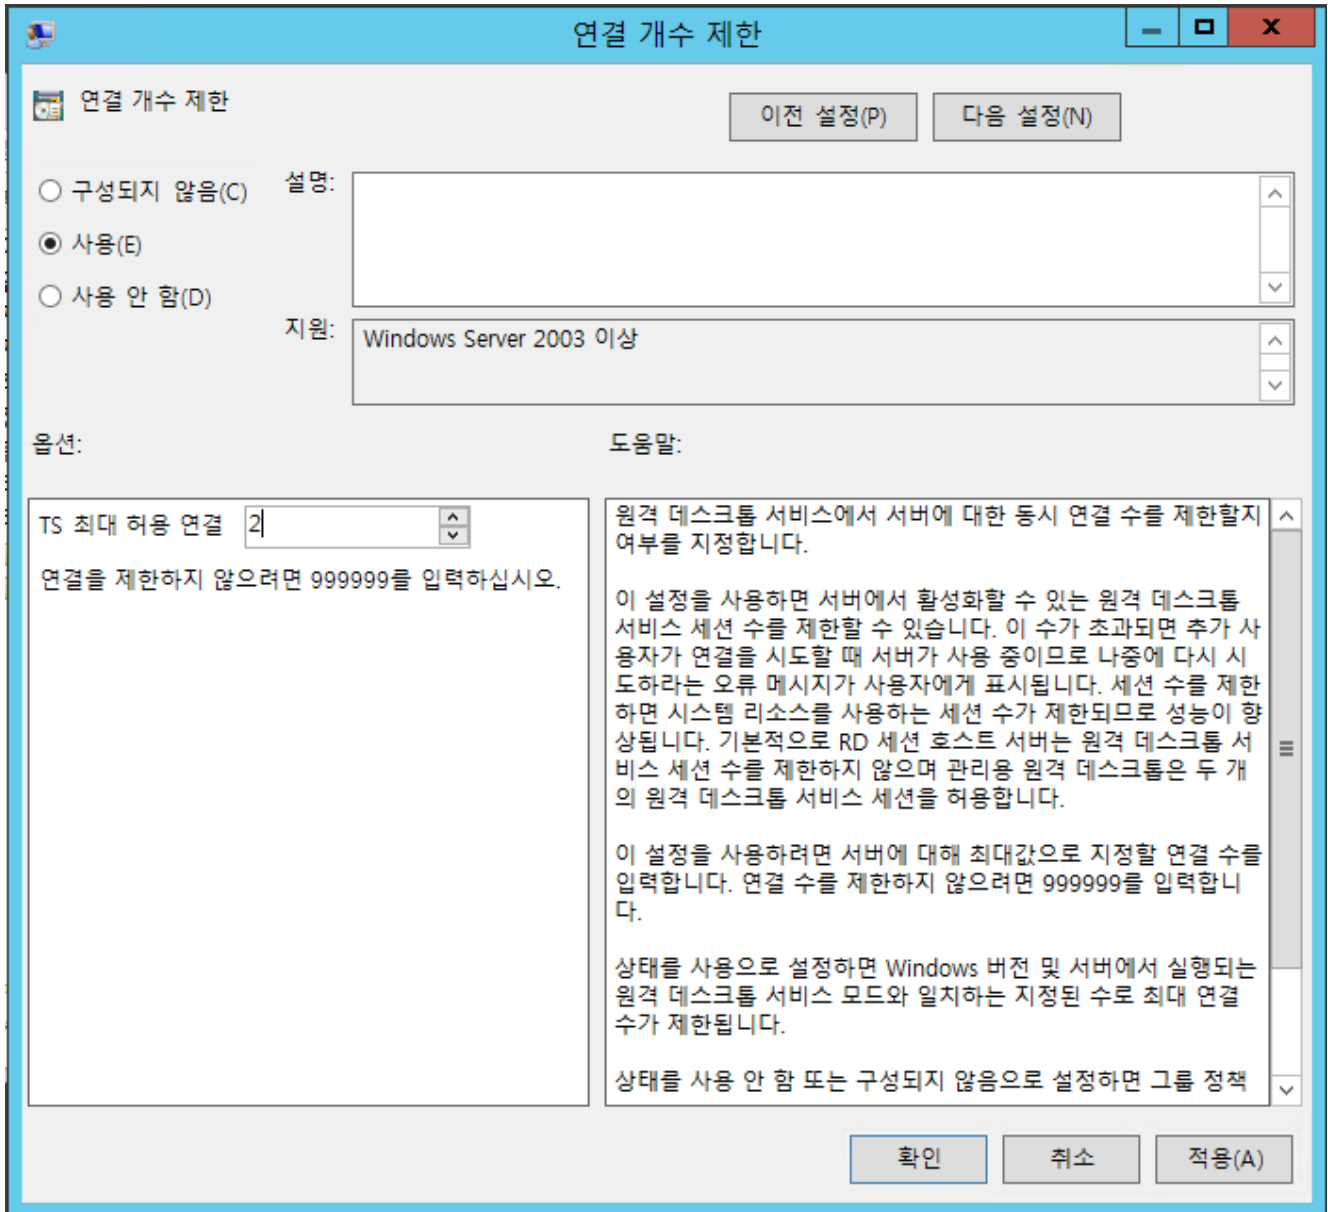 연결 개수 제한
연결 개수 제한
이전 설정(P)
다음 설정(N)
구성되지 않음(C)
사용(E)
사용 안 함(D)
설명:
지원:
Windows Server 2003 이상
옵션:
도움말:
TS 최대 허용 연결 2
연결을 제한하지 않으려면 999999를 입력하십시오.
원격 데스크톱 서비스에서 서버에 대한 동시 연결 수를 제한할지
여부를 지정합니다.
이 설정을 사용하면 서버에서 활성화할 수 있는 원격 데스크톱
서비스 세션 수를 제한할 수 있습니다. 이 수가 초과되면 추가 사
용자가 연결을 시도할 때 서버가 사용 중이므로 나중에 다시 시
도하라는 오류 메시지가 사용자에게 표시됩니다. 세션 수를 제한
하면 시스템 리소스를 사용하는 세션 수가 제한되므로 성능이 향
상됩니다. 기본적으로 RD 세션 호스트 서버는 원격 데스크톱 서
비스 세션 수를 제한하지 않으며 관리용 원격 데스크톱은 두 개
의 원격 데스크톱 서비스 세션을 허용합니다.
이 설정을 사용하려면 서버에 대해 최대값으로 지정할 연결 수를
입력합니다. 연결 수를 제한하지 않으려면 999999를 입력합니
다.
상태를 사용으로 설정하면 Windows 버전 및 서버에서 실행되는
원격 데스크톱 서비스 모드와 일치하는 지정된 수로 최대 연결
수가 제한됩니다.
상태를 사용 안 함 또는 구성되지 않음으로 설정하면 그룹 정책
확인
취소
적용(A)